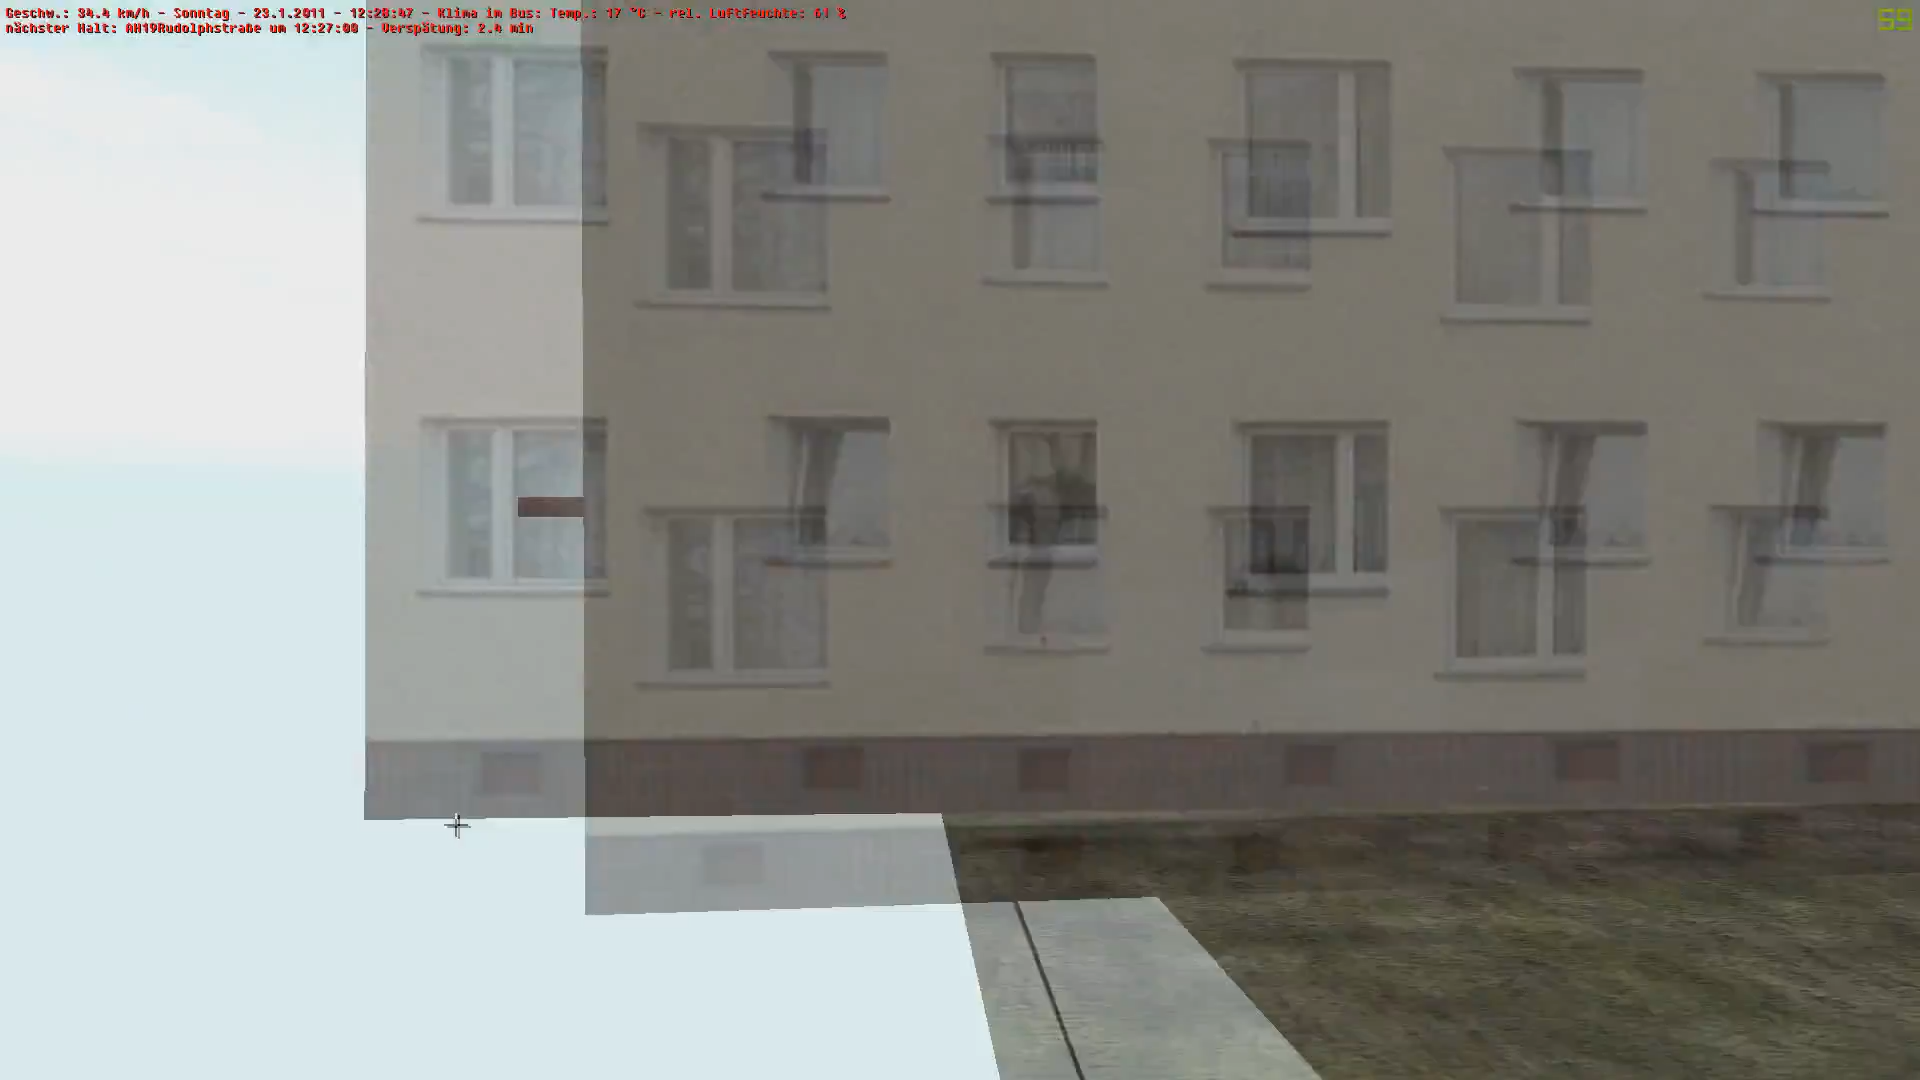 Geschw.: 34.4 km/h - Sonntag - 23.1.2011 - 12:20:47 - Klima im Bus: Temp.: 17 °C - rel. Luftfeuchte: 61 %
nächster Halt: AH19Rudolphstraße um 12:27:00 - Verspätung: 2.4 min
59